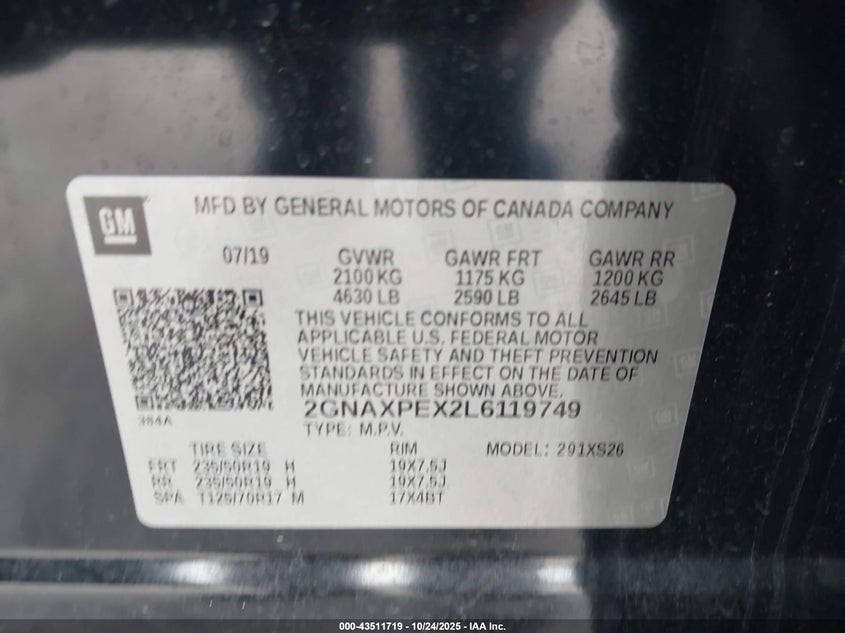 GM
MFD BY GENERAL MOTORS OF CANADA COMPANY
07/19 GVWR GAWR FRT GAWR RR
2100 KG 1175 KG 1200 KG
4630 LB 2590 LB 2645 LB
THIS VEHICLE CONFORMS TO ALL
APPLICABLE U.S. FEDERAL MOTOR
VEHICLE SAFETY AND THEFT PREVENTION
STANDARDS IN EFFECT ON THE DATE OF
MANUFACTURE SHOWN ABOVE.
2GNAXPEX2L6119749
384A
TYPE: M.P.V.
TIRE SIZE RIM MODEL: 291XS26
FRT 235/50R19 H 19X7.5J
RR 235/50R19 H 19X7.5J
SPA T125/70R17 M 17X4BT
000-43511719 - 10/24/2025 - IAA Inc.